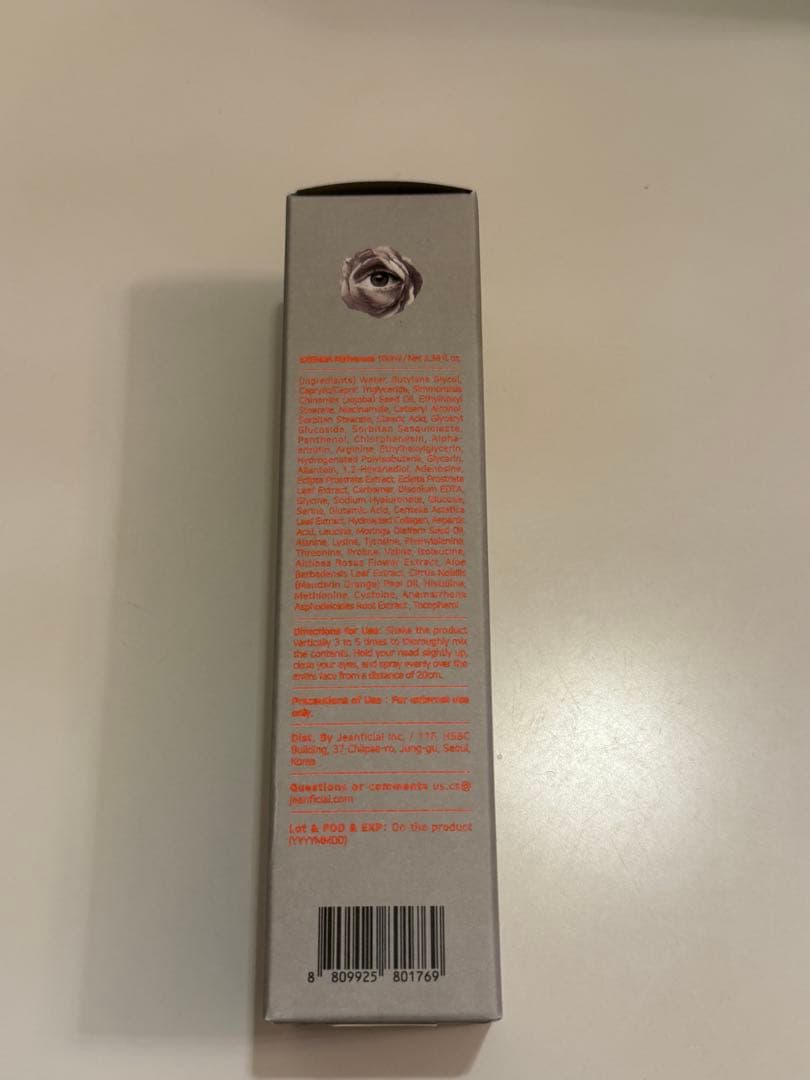 100ml / Net 3.38 fl. oz.
(Ingredients) Water, Butylene Glycol,
Caprylic/Capric Triglyceride, Simmondsia
Chinensis (Jojoba) Seed Oil, Ethylhexyl
Stearate, Niacinamide, Cetearyl Alcohol,
Sorbitan Stearate, Stearic Acid, Glyceryl
Glucoside, Sorbitan Sesquioleate,
Panthenol, Chlorphenesin, Alpha-
Arginine, Ethylhexylglycerin,
Hydrogenated Polyisobutene, Glycerin,
Allantoin, 1,2-Hexanediol, Adenosine,
Eclipta Prostrata Extract, Eclipta Prostrata
Leaf Extract, Carbomer, Disodium EDTA,
Glycine, Sodium Hyaluronate, Glucose,
Serine, Glutamic Acid, Centella Asiatica
Leaf Extract, Hydrolyzed Collagen, Aspartic
Acid, Leucine, Moringa Oleifera Seed Oil,
Alanine, Lysine, Tyrosine, Phenylalanine,
Threonine, Proline, Valine, Isoleucine,
Althaea Rosea Flower Extract, Aloe
Barbadensis Leaf Extract, Citrus Nobilis
(Mandarin Orange) Peel Oil, Histidine,
Methionine, Cysteine, Anemarrhena
Asphodeloides Root Extract, Tocopherol
Directions for Use: Shake the product
vertically 3 to 5 times to thoroughly mix
the contents. Hold your head slightly up,
close your eyes, and spray evenly over the
entire face from a distance of 20cm.
Precautions of Use : For external use
only.
Dist. By Jeanficial Inc. / 11F, HSBC
Building, 37 Chilpae-ro, Jung-gu, Seoul,
Korea
Questions or comments us.cs@
jeanficial.com
Lot & POD & EXP: On the product
(YYYYMMDD)
8 809925 801769